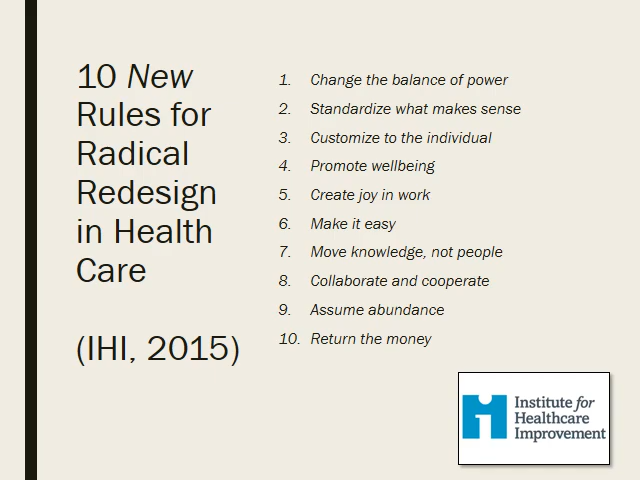 10 New
Rules for
Radical
Redesign
in Health
Care
(IHI, 2015)
1. Change the balance of power
2. Standardize what makes sense
3. Customize to the individual
4. Promote wellbeing
5. Create joy in work
6. Make it easy
7. Move knowledge, not people
8. Collaborate and cooperate
9. Assume abundance
10. Return the money
Institute for
Healthcare
Improvement